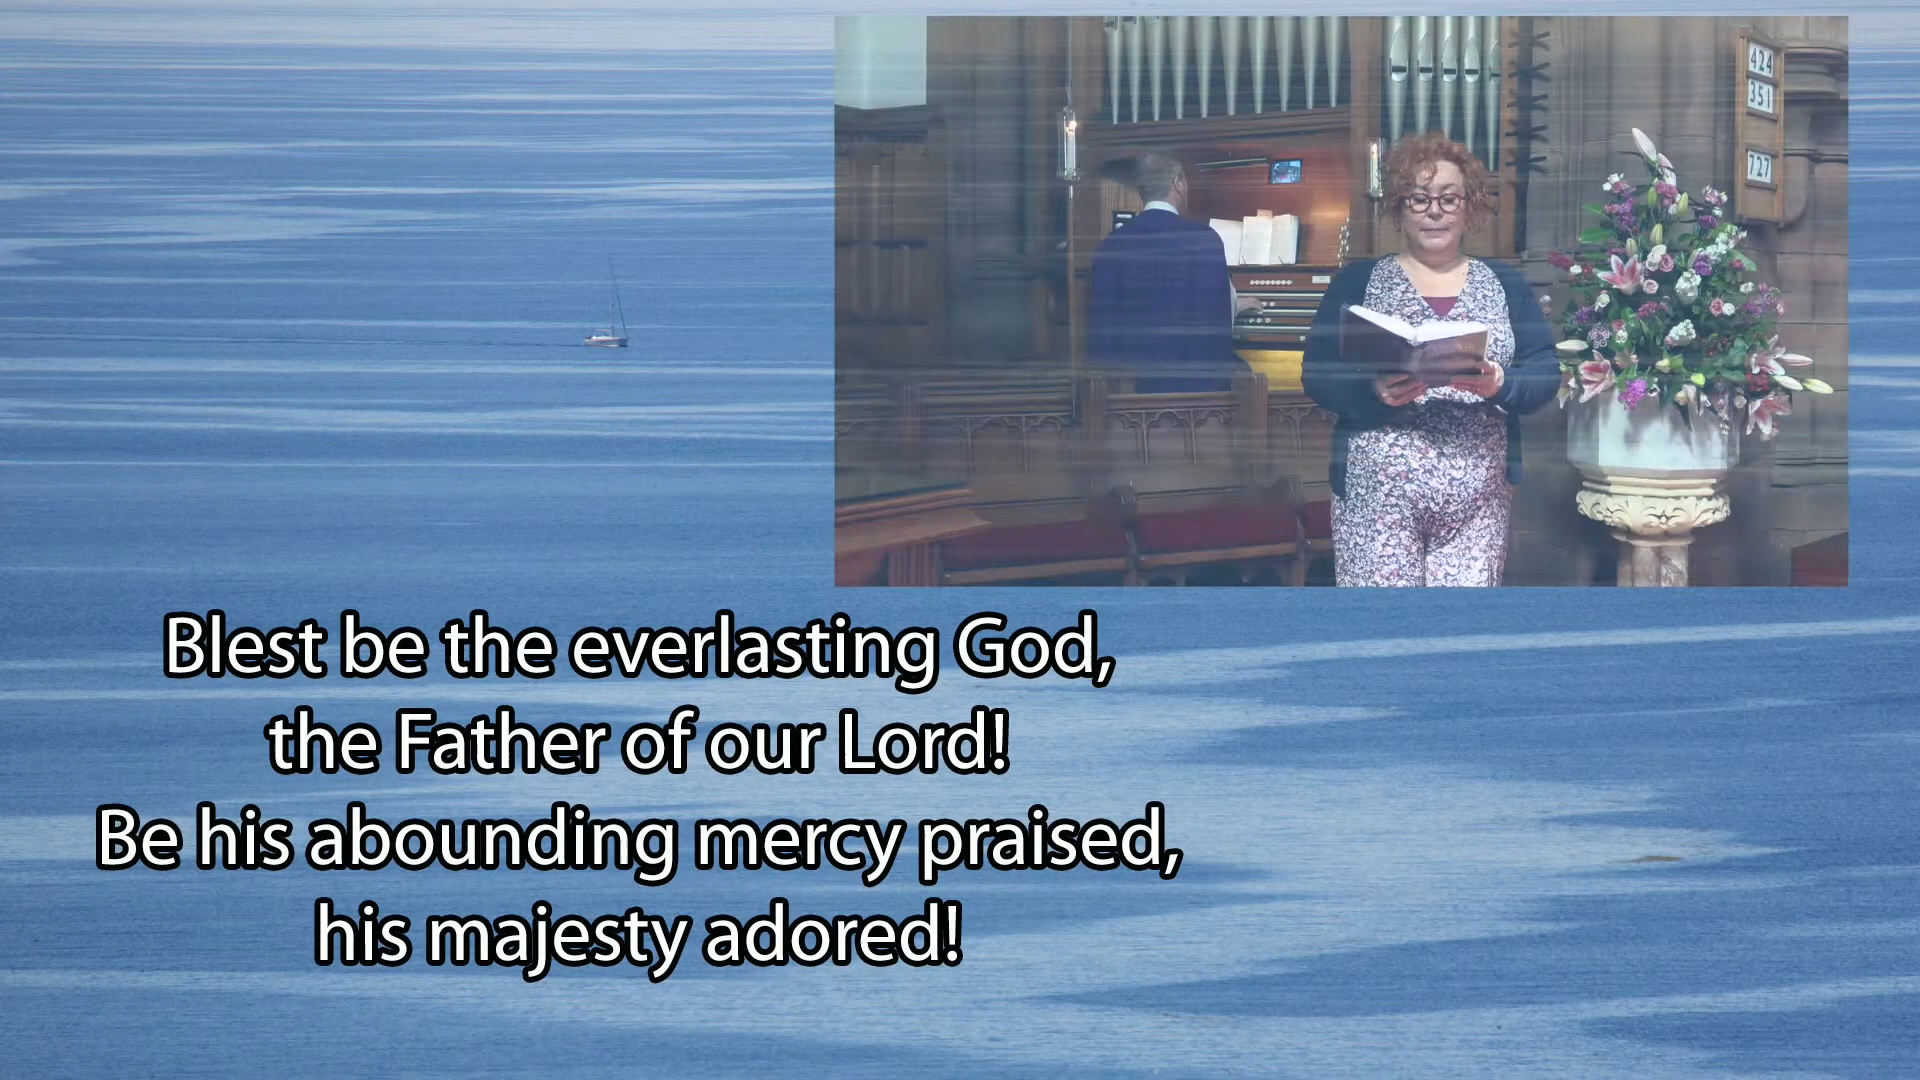 424
351
727
Blest be the everlasting God,
the Father of our Lord!
Be his abounding mercy praised,
his majesty adored!